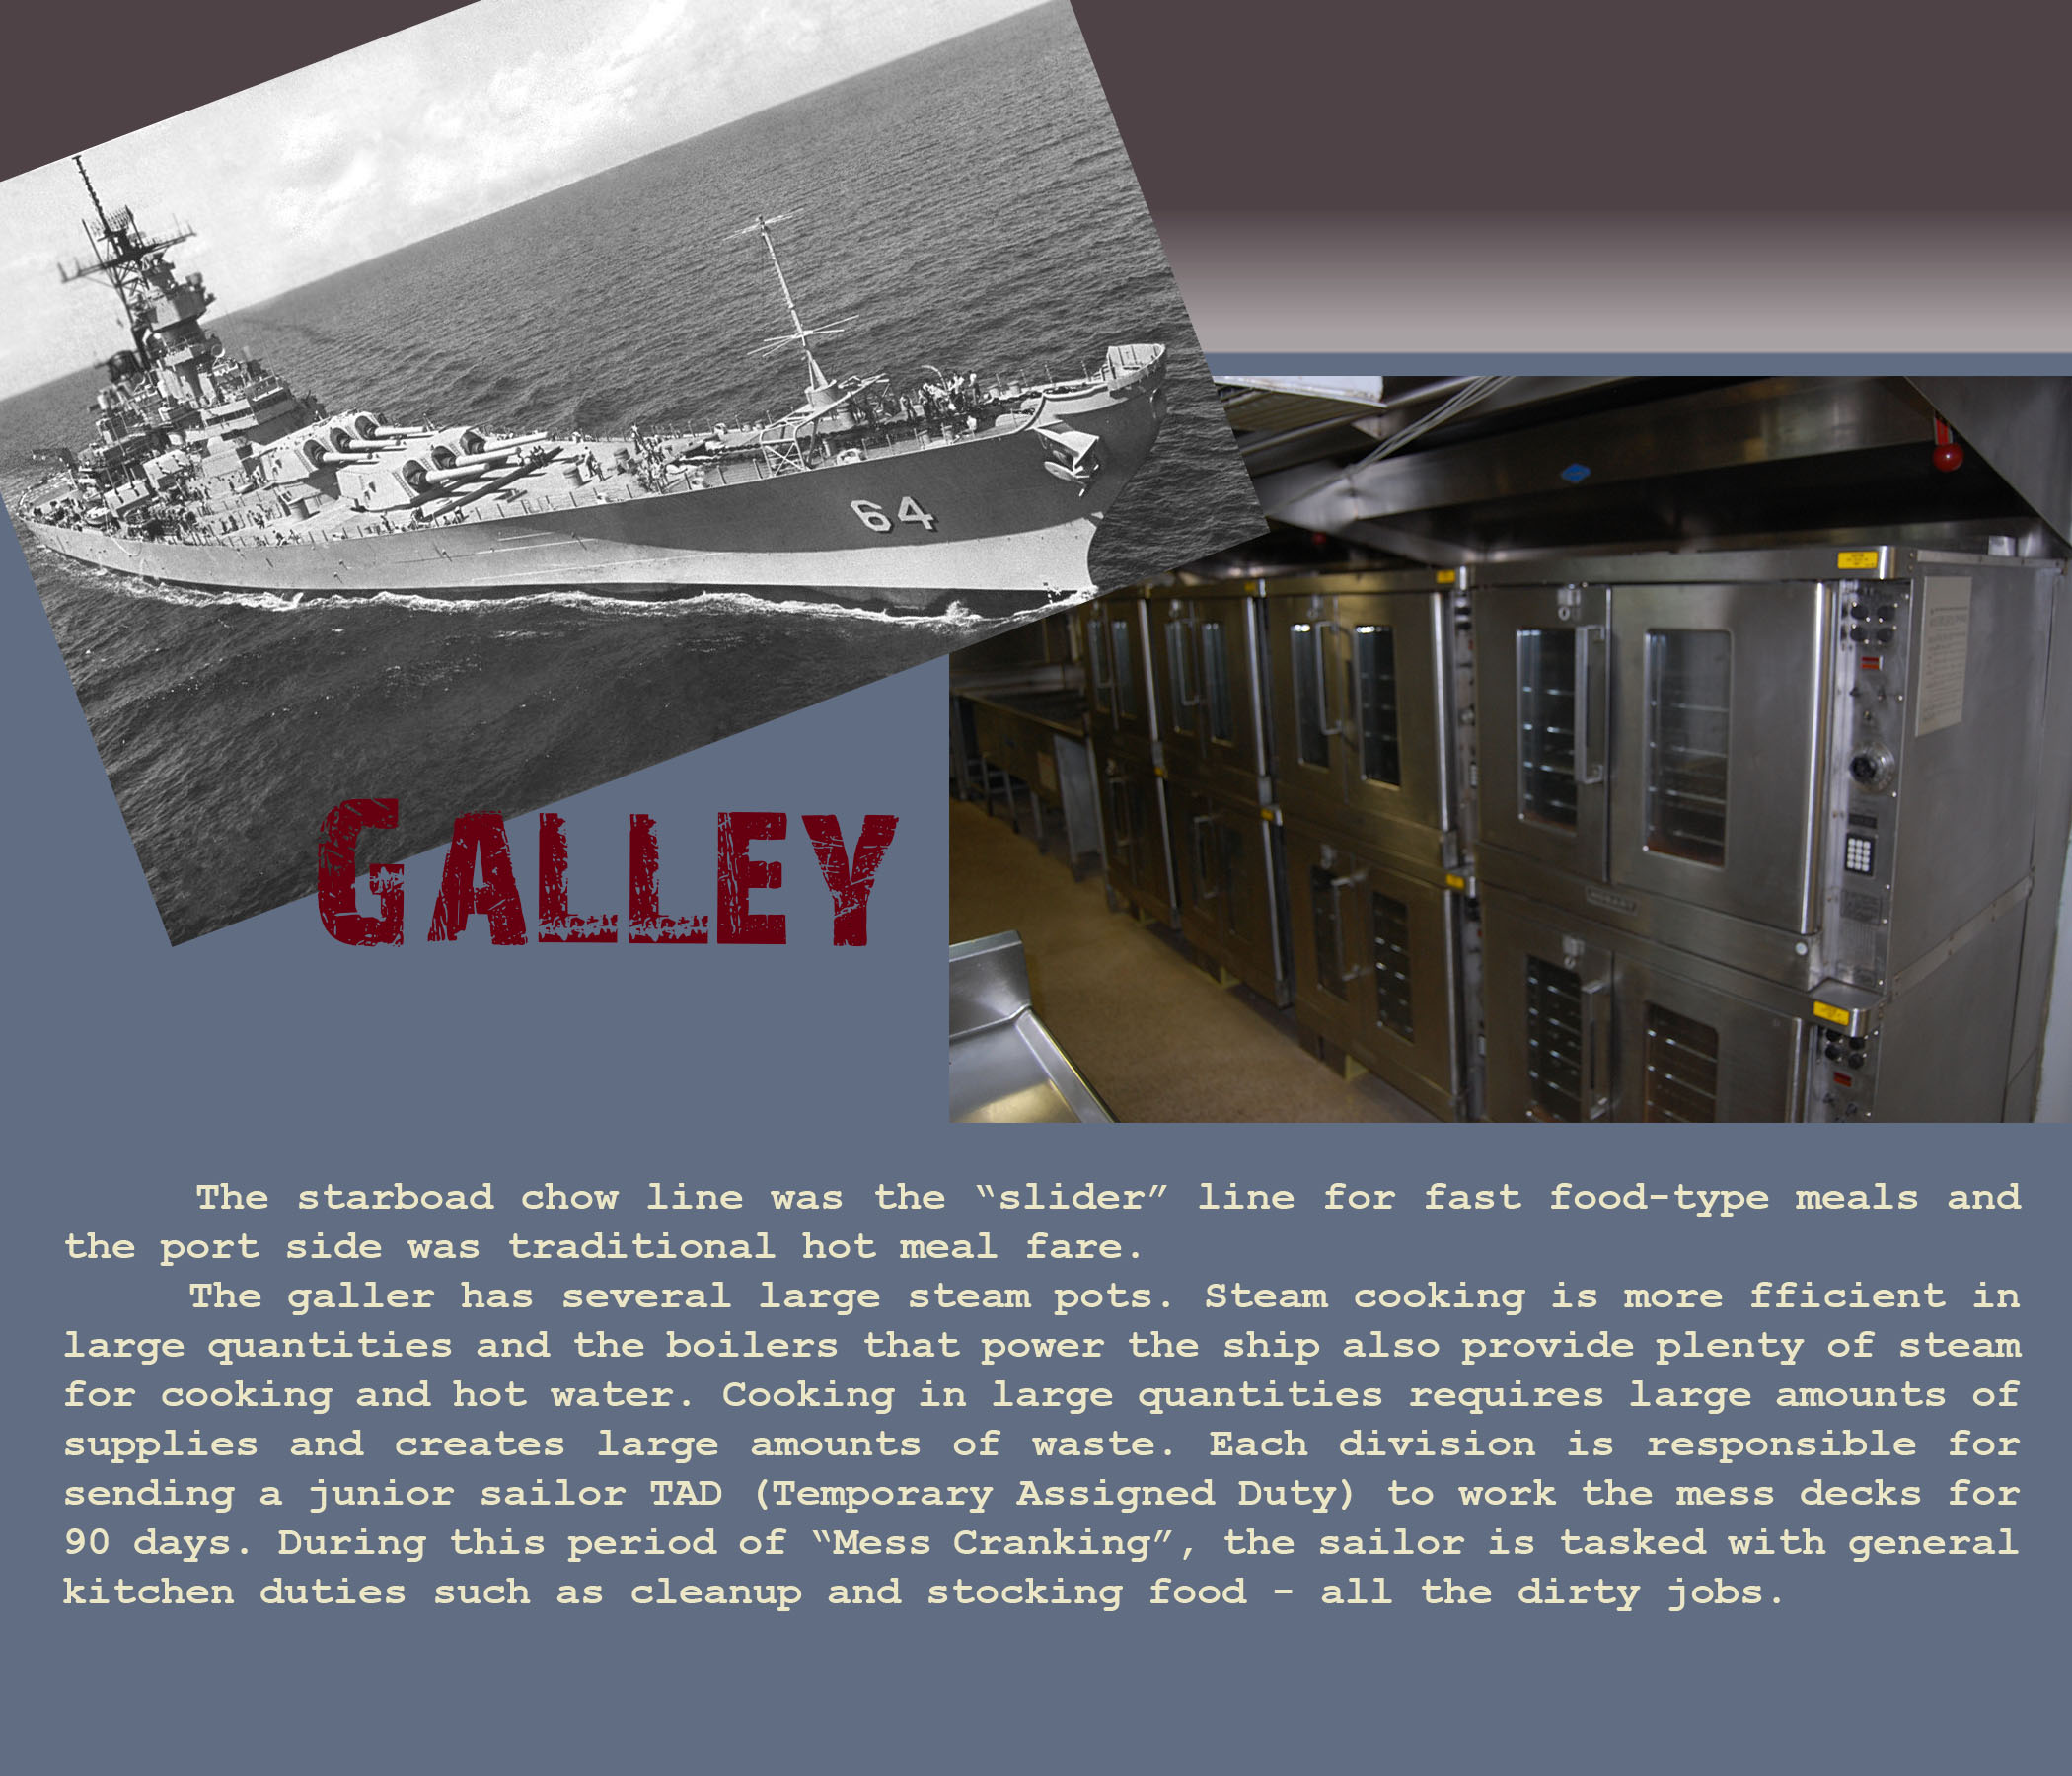 64
GALLEY
The starboad chow line was the “slider” line for fast food-type meals and
the port side was traditional hot meal fare.
The galler has several large steam pots. Steam cooking is more fficient in
large quantities and the boilers that power the ship also provide plenty of steam
for cooking and hot water. Cooking in large quantities requires large amounts of
supplies and creates large amounts of waste. Each division is responsible for
sending a junior sailor TAD (Temporary Assigned Duty) to work the mess decks for
90 days. During this period of “Mess Cranking”, the sailor is tasked with general
kitchen duties such as cleanup and stocking food - all the dirty jobs.